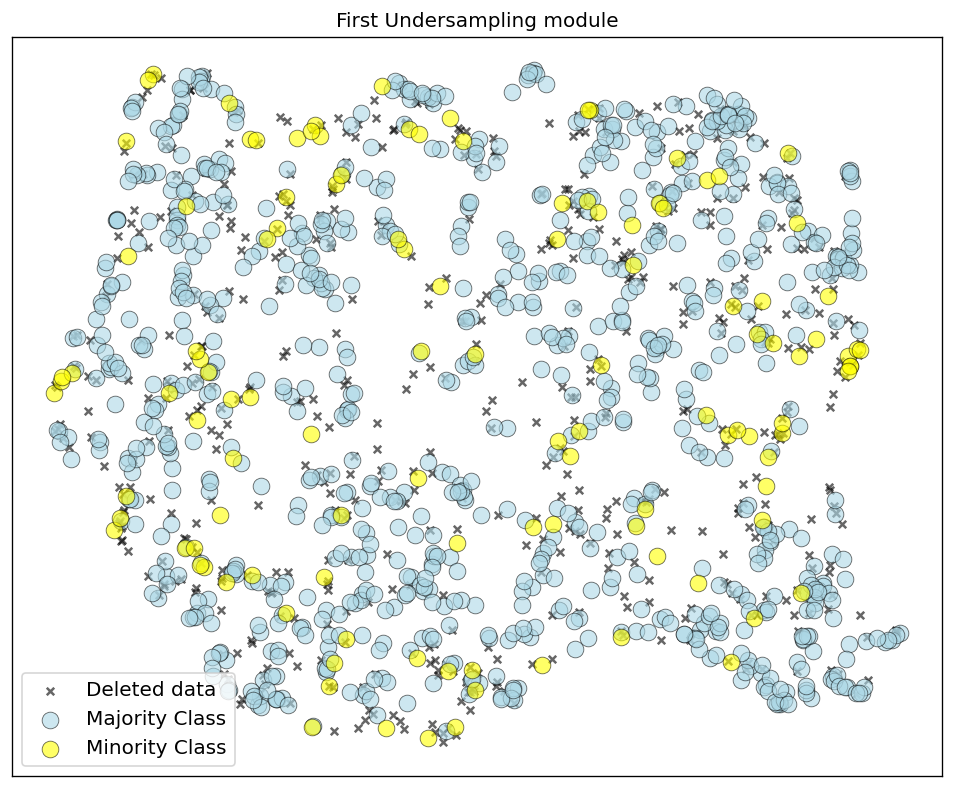 First Undersampling module
Deleted data
Majority Class
Minority Class